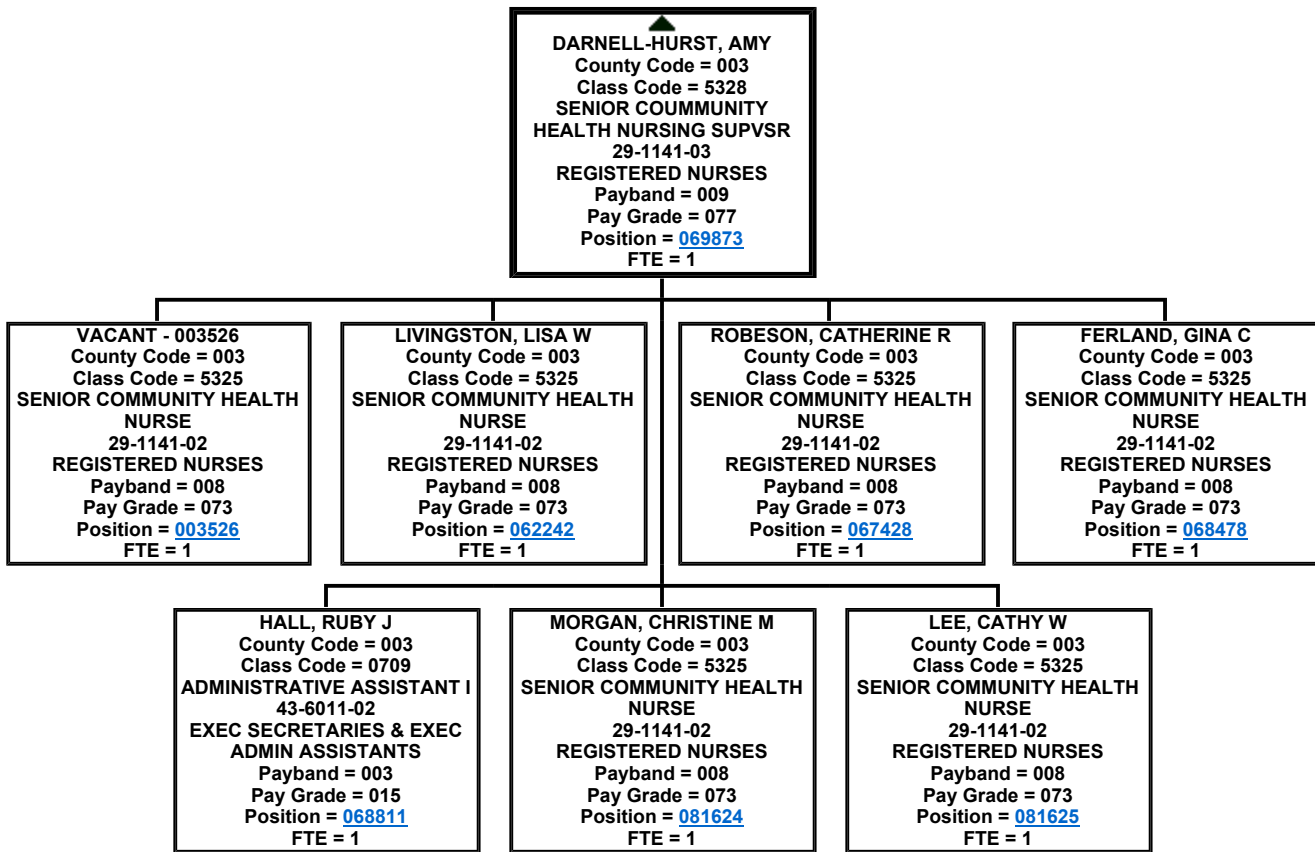 DARNELL-HURST, AMY
County Code = 003
Class Code = 5328
SENIOR COUMMUNITY
HEALTH NURSING SUPVSR
29-1141-03
REGISTERED NURSES
Payband = 009
Pay Grade = 077
Position = 069873
FTE = 1
VACANT - 003526
County Code = 003
Class Code = 5325
SENIOR COMMUNITY HEALTH
NURSE
29-1141-02
REGISTERED NURSES
Payband = 008
Pay Grade = 073
Position = 003526
FTE = 1
LIVINGSTON, LISA W
County Code = 003
Class Code = 5325
SENIOR COMMUNITY HEALTH
NURSE
29-1141-02
REGISTERED NURSES
Payband = 008
Pay Grade = 073
Position = 062242
FTE = 1
ROBESON, CATHERINE R
County Code = 003
Class Code = 5325
SENIOR COMMUNITY HEALTH
NURSE
29-1141-02
REGISTERED NURSES
Payband = 008
Pay Grade = 073
Position = 067428
FTE = 1
FERLAND, GINA C
County Code = 003
Class Code = 5325
SENIOR COMMUNITY HEALTH
NURSE
29-1141-02
REGISTERED NURSES
Payband = 008
Pay Grade = 073
Position = 068478
FTE = 1
HALL, RUBY J
County Code = 003
Class Code = 0709
ADMINISTRATIVE ASSISTANT I
43-6011-02
EXEC SECRETARIES & EXEC
ADMIN ASSISTANTS
Payband = 003
Pay Grade = 015
Position = 068811
FTE = 1
MORGAN, CHRISTINE M
County Code = 003
Class Code = 5325
SENIOR COMMUNITY HEALTH
NURSE
29-1141-02
REGISTERED NURSES
Payband = 008
Pay Grade = 073
Position = 081624
FTE = 1
LEE, CATHY W
County Code = 003
Class Code = 5325
SENIOR COMMUNITY HEALTH
NURSE
29-1141-02
REGISTERED NURSES
Payband = 008
Pay Grade = 073
Position = 081625
FTE = 1